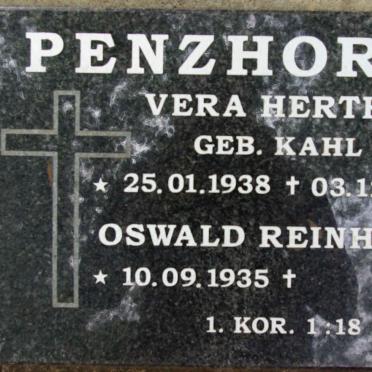 PENZHOR
VERA HERT
GEB. KAHL
★ 25.01.1938 ✝ 03.1
OSWALD REINH
★ 10.09.1935 ✝
1. KOR. 1:18